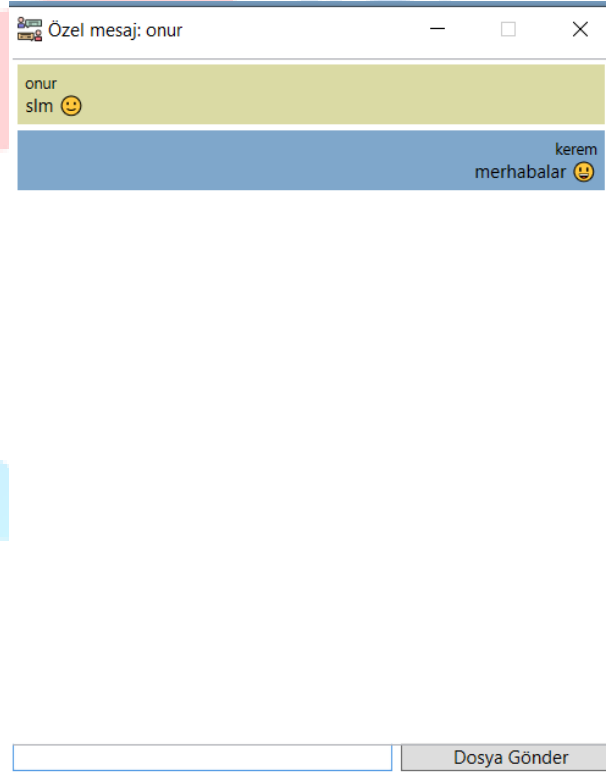 Özel mesaj: onur
onur
slm 🙂
kerem
merhabalar 😃
Dosya Gönder